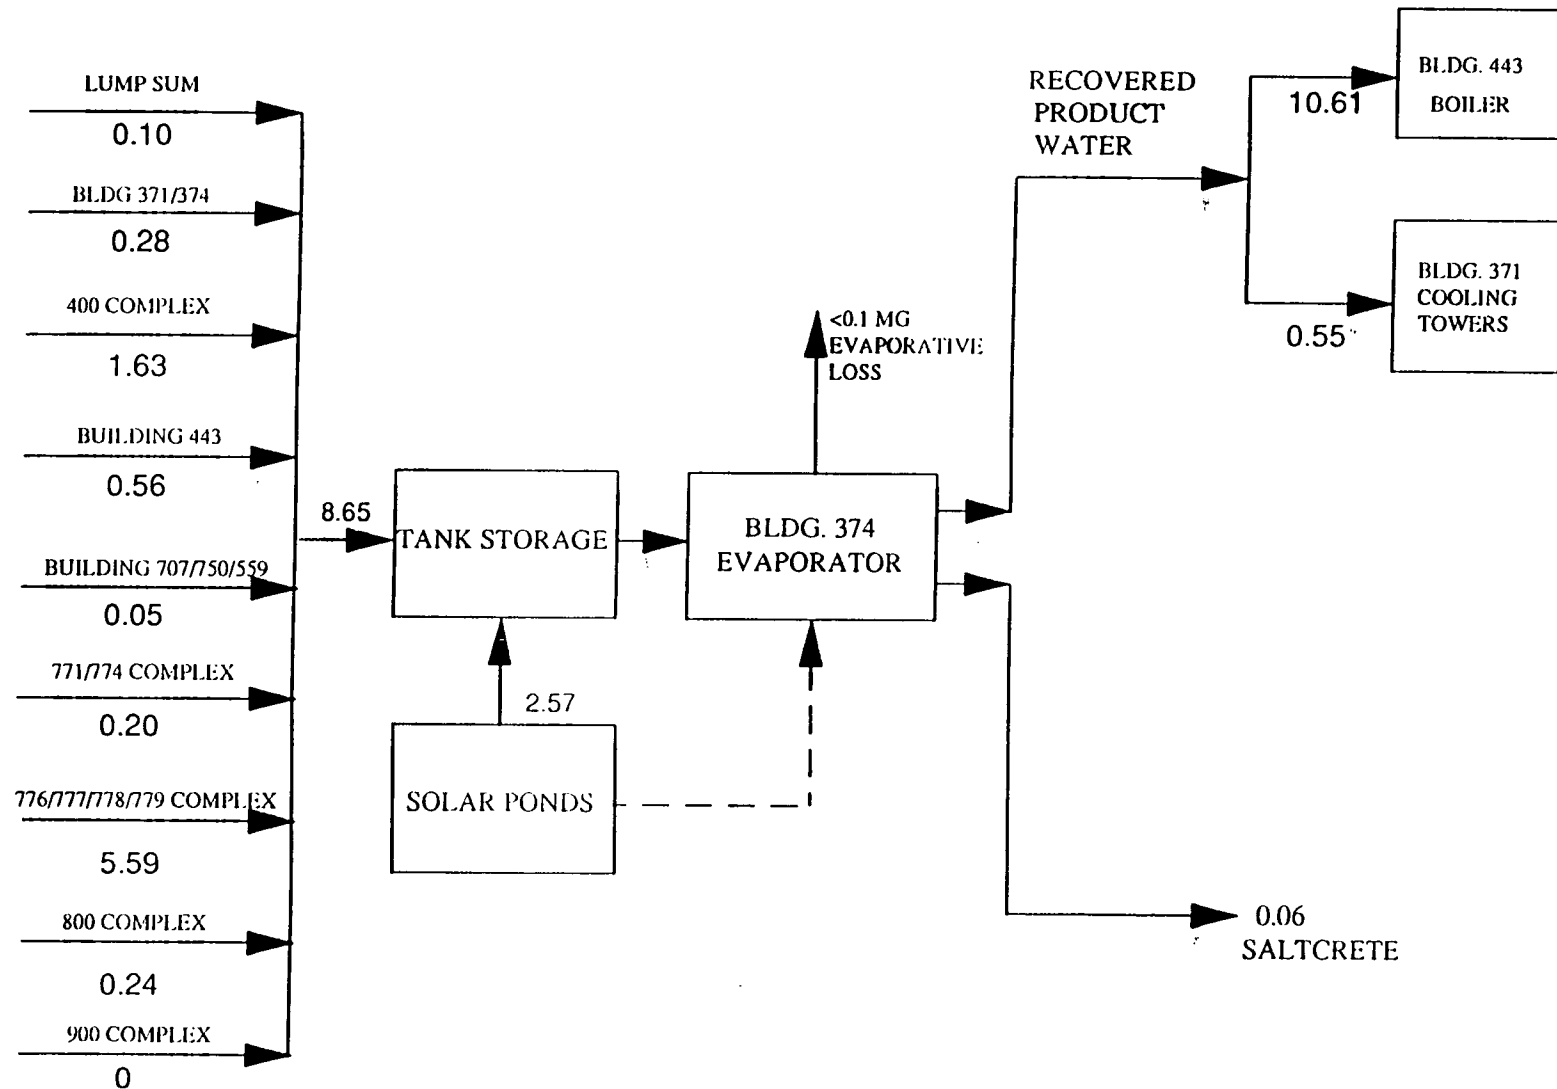 LUMP SUM
0.10
BLDG 371/374
0.28
400 COMPLEX
1.63
BUILDING 443
0.56
BUILDING 707/750/559
0.05
771/774 COMPLEX
0.20
776/777/778/779 COMPLEX
5.59
800 COMPLEX
0.24
900 COMPLEX
0
8.65
TANK STORAGE
2.57
SOLAR PONDS
<0.1 MG
EVAPORATIVE
LOSS
BLDG. 374
EVAPORATOR
RECOVERED
PRODUCT
WATER
10.61
BLDG. 443
BOILER
0.55
BLDG. 371
COOLING
TOWERS
0.06
SALTCRETE